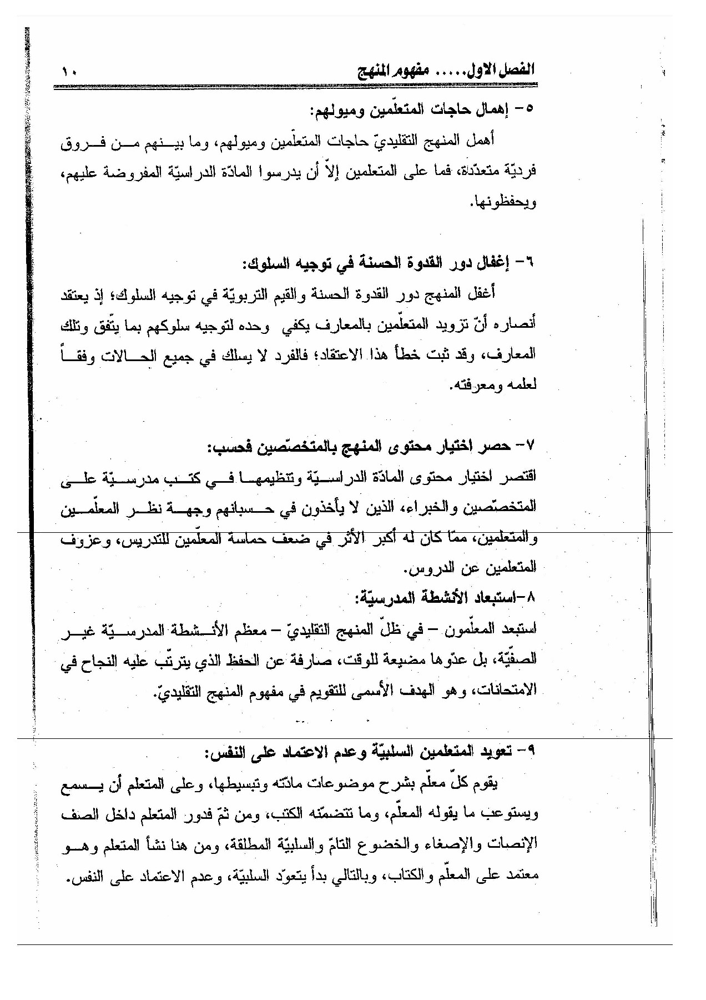 الفصل الاول..... مفهوم المنهج ١٠
٥- إهمال حاجات المتعلّمين وميولهم:
أهمل المنهج التقليديّ حاجات المتعلّمين وميولهم، وما بينهم من فروق
فرديّة متعدّدة، فما على المتعلمين إلاّ أن يدرسوا المادّة الدراسيّة المفروضة عليهم،
ويحفظونها.
٦- إغفال دور القدوة الحسنة في توجيه السلوك:
أغفل المنهج دور القدوة الحسنة والقيم التربويّة في توجيه السلوك؛ إذ يعتقد
أنصاره أنّ تزويد المتعلّمين بالمعارف يكفي وحده لتوجيه سلوكهم بما يتّفق وتلك
المعارف، وقد ثبت خطأ هذا الاعتقاد؛ فالفرد لا يسلك في جميع الحالات وفقاً
لعلمه ومعرفته.
٧- حصر اختيار محتوى المنهج بالمتخصّصين فحسب:
اقتصر اختيار محتوى المادّة الدراسيّة وتنظيمها في كتب مدرسيّة على
المتخصّصين والخبراء، الذين لا يأخذون في حسبانهم وجهة نظر المعلّمين
والمتعلمين، ممّا كان له أكبر الأثر في ضعف حماسة المعلّمين للتدريس، وعزوف
المتعلمين عن الدروس.
٨-استبعاد الأنشطة المدرسيّة:
استبعد المعلّمون – في ظلّ المنهج التقليديّ – معظم الأنشطة المدرسيّة غير
الصفّيّة، بل عدّوها مضيعة للوقت، صارفة عن الحفظ الذي يترتّب عليه النجاح في
الامتحانات، وهو الهدف الأسمى للتقويم في مفهوم المنهج التقليديّ.
٩- تعويد المتعلمين السلبيّة وعدم الاعتماد على النفس:
يقوم كلّ معلّم بشرح موضوعات مادّته وتبسيطها، وعلى المتعلم أن يسمع
ويستوعب ما يقوله المعلّم، وما تتضمنه الكتب، ومن ثمّ فدور المتعلم داخل الصف
الإنصات والإصغاء والخضوع التامّ والسلبيّة المطلقة، ومن هنا نشأ المتعلم وهو
معتمد على المعلّم والكتاب، وبالتالي بدأ يتعوّد السلبيّة، وعدم الاعتماد على النفس.